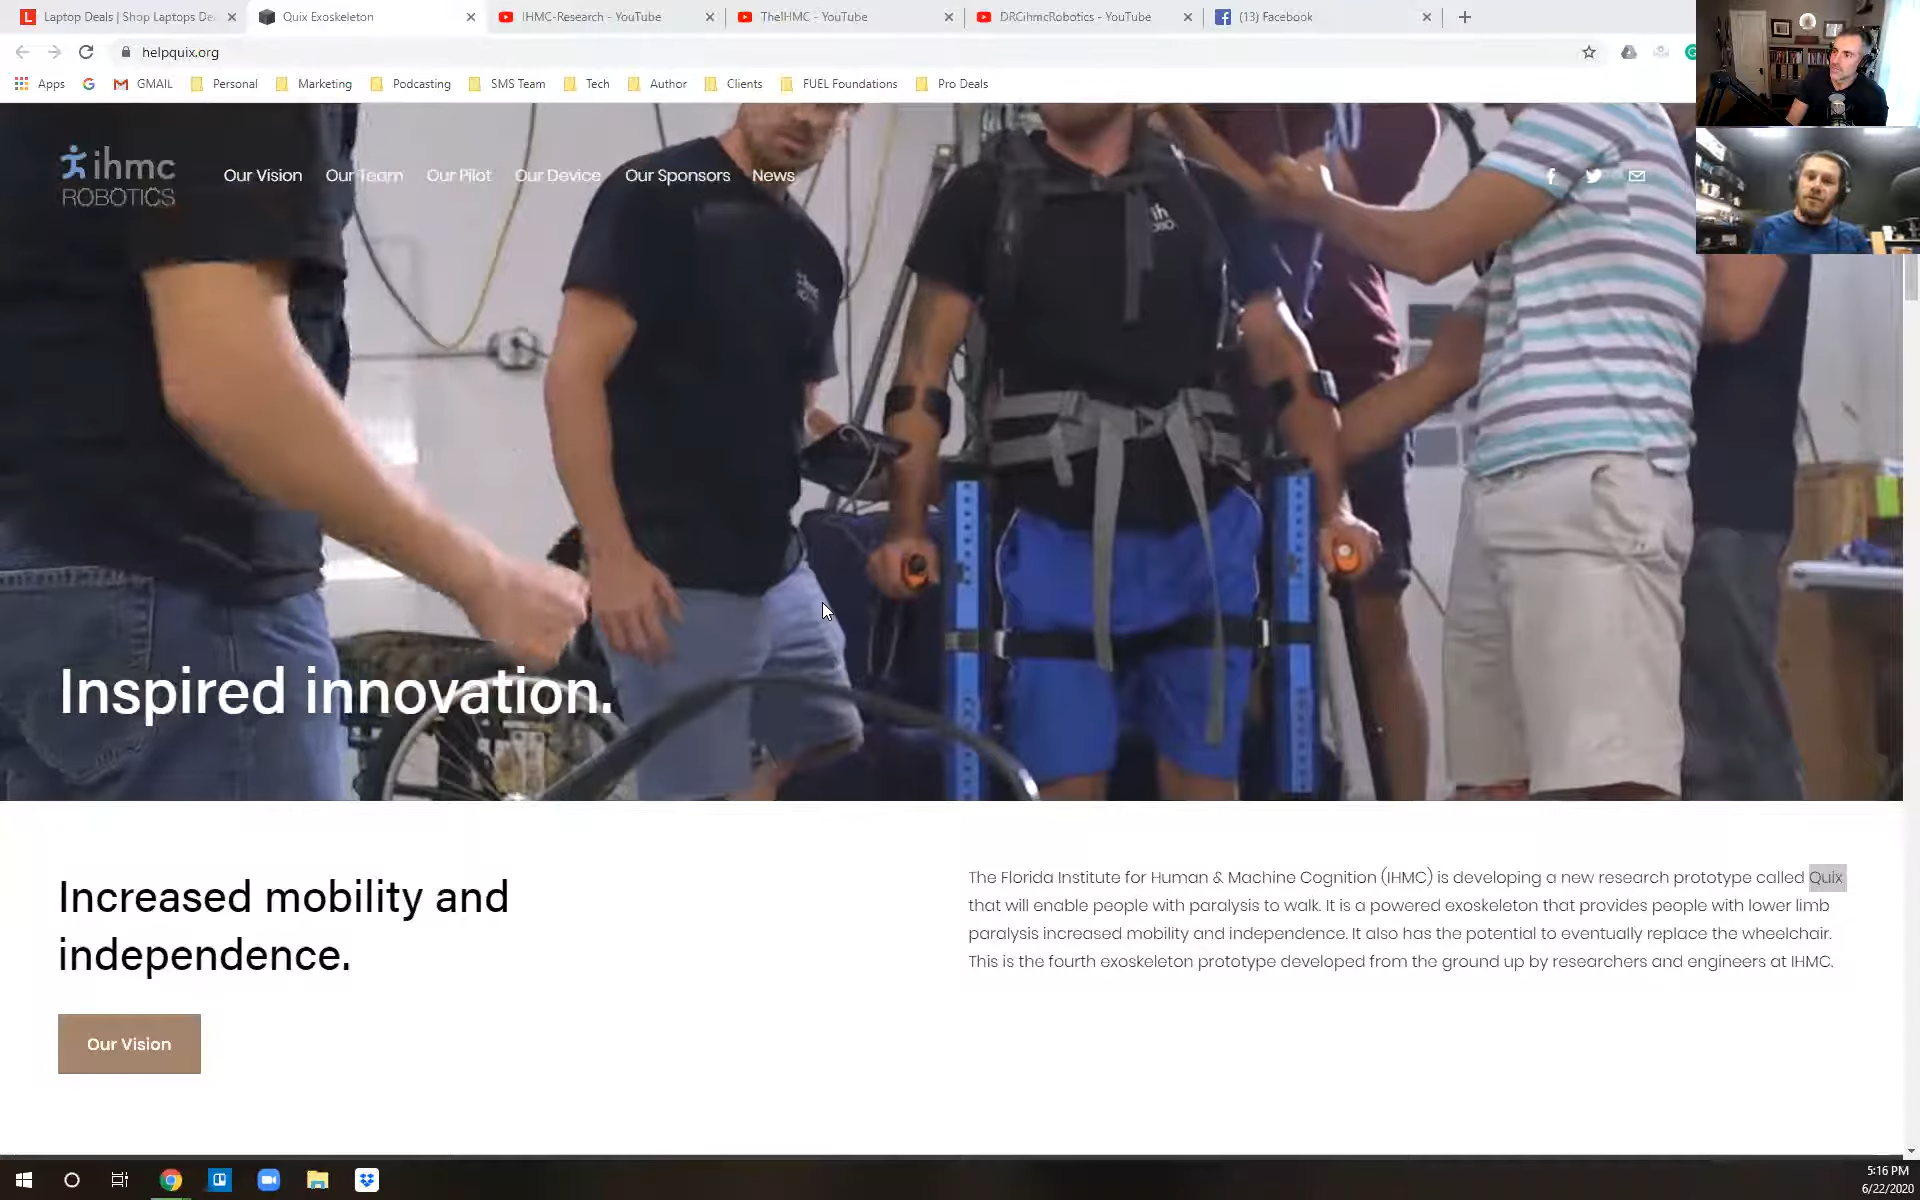 Laptop Deals | Shop Laptops De
Quix Exoskeleton
IHMC-Research - YouTube
TheIHMC - YouTube
DRCihmcRobotics - YouTube
(13) Facebook
helpquix.org
Apps
GMAIL
Personal
Marketing
Podcasting
SMS Team
Tech
Author
Clients
FUEL Foundations
Pro Deals
ihmc
ROBOTICS
Our Vision
Our Team
Our Pilot
Our Device
Our Sponsors
News
Inspired innovation.
Increased mobility and
independence.
The Florida Institute for Human & Machine Cognition (IHMC) is developing a new research prototype called Quix
that will enable people with paralysis to walk. It is a powered exoskeleton that provides people with lower limb
paralysis increased mobility and independence. It also has the potential to eventually replace the wheelchair.
This is the fourth exoskeleton prototype developed from the ground up by researchers and engineers at IHMC.
Our Vision
5:16 PM
6/22/2020